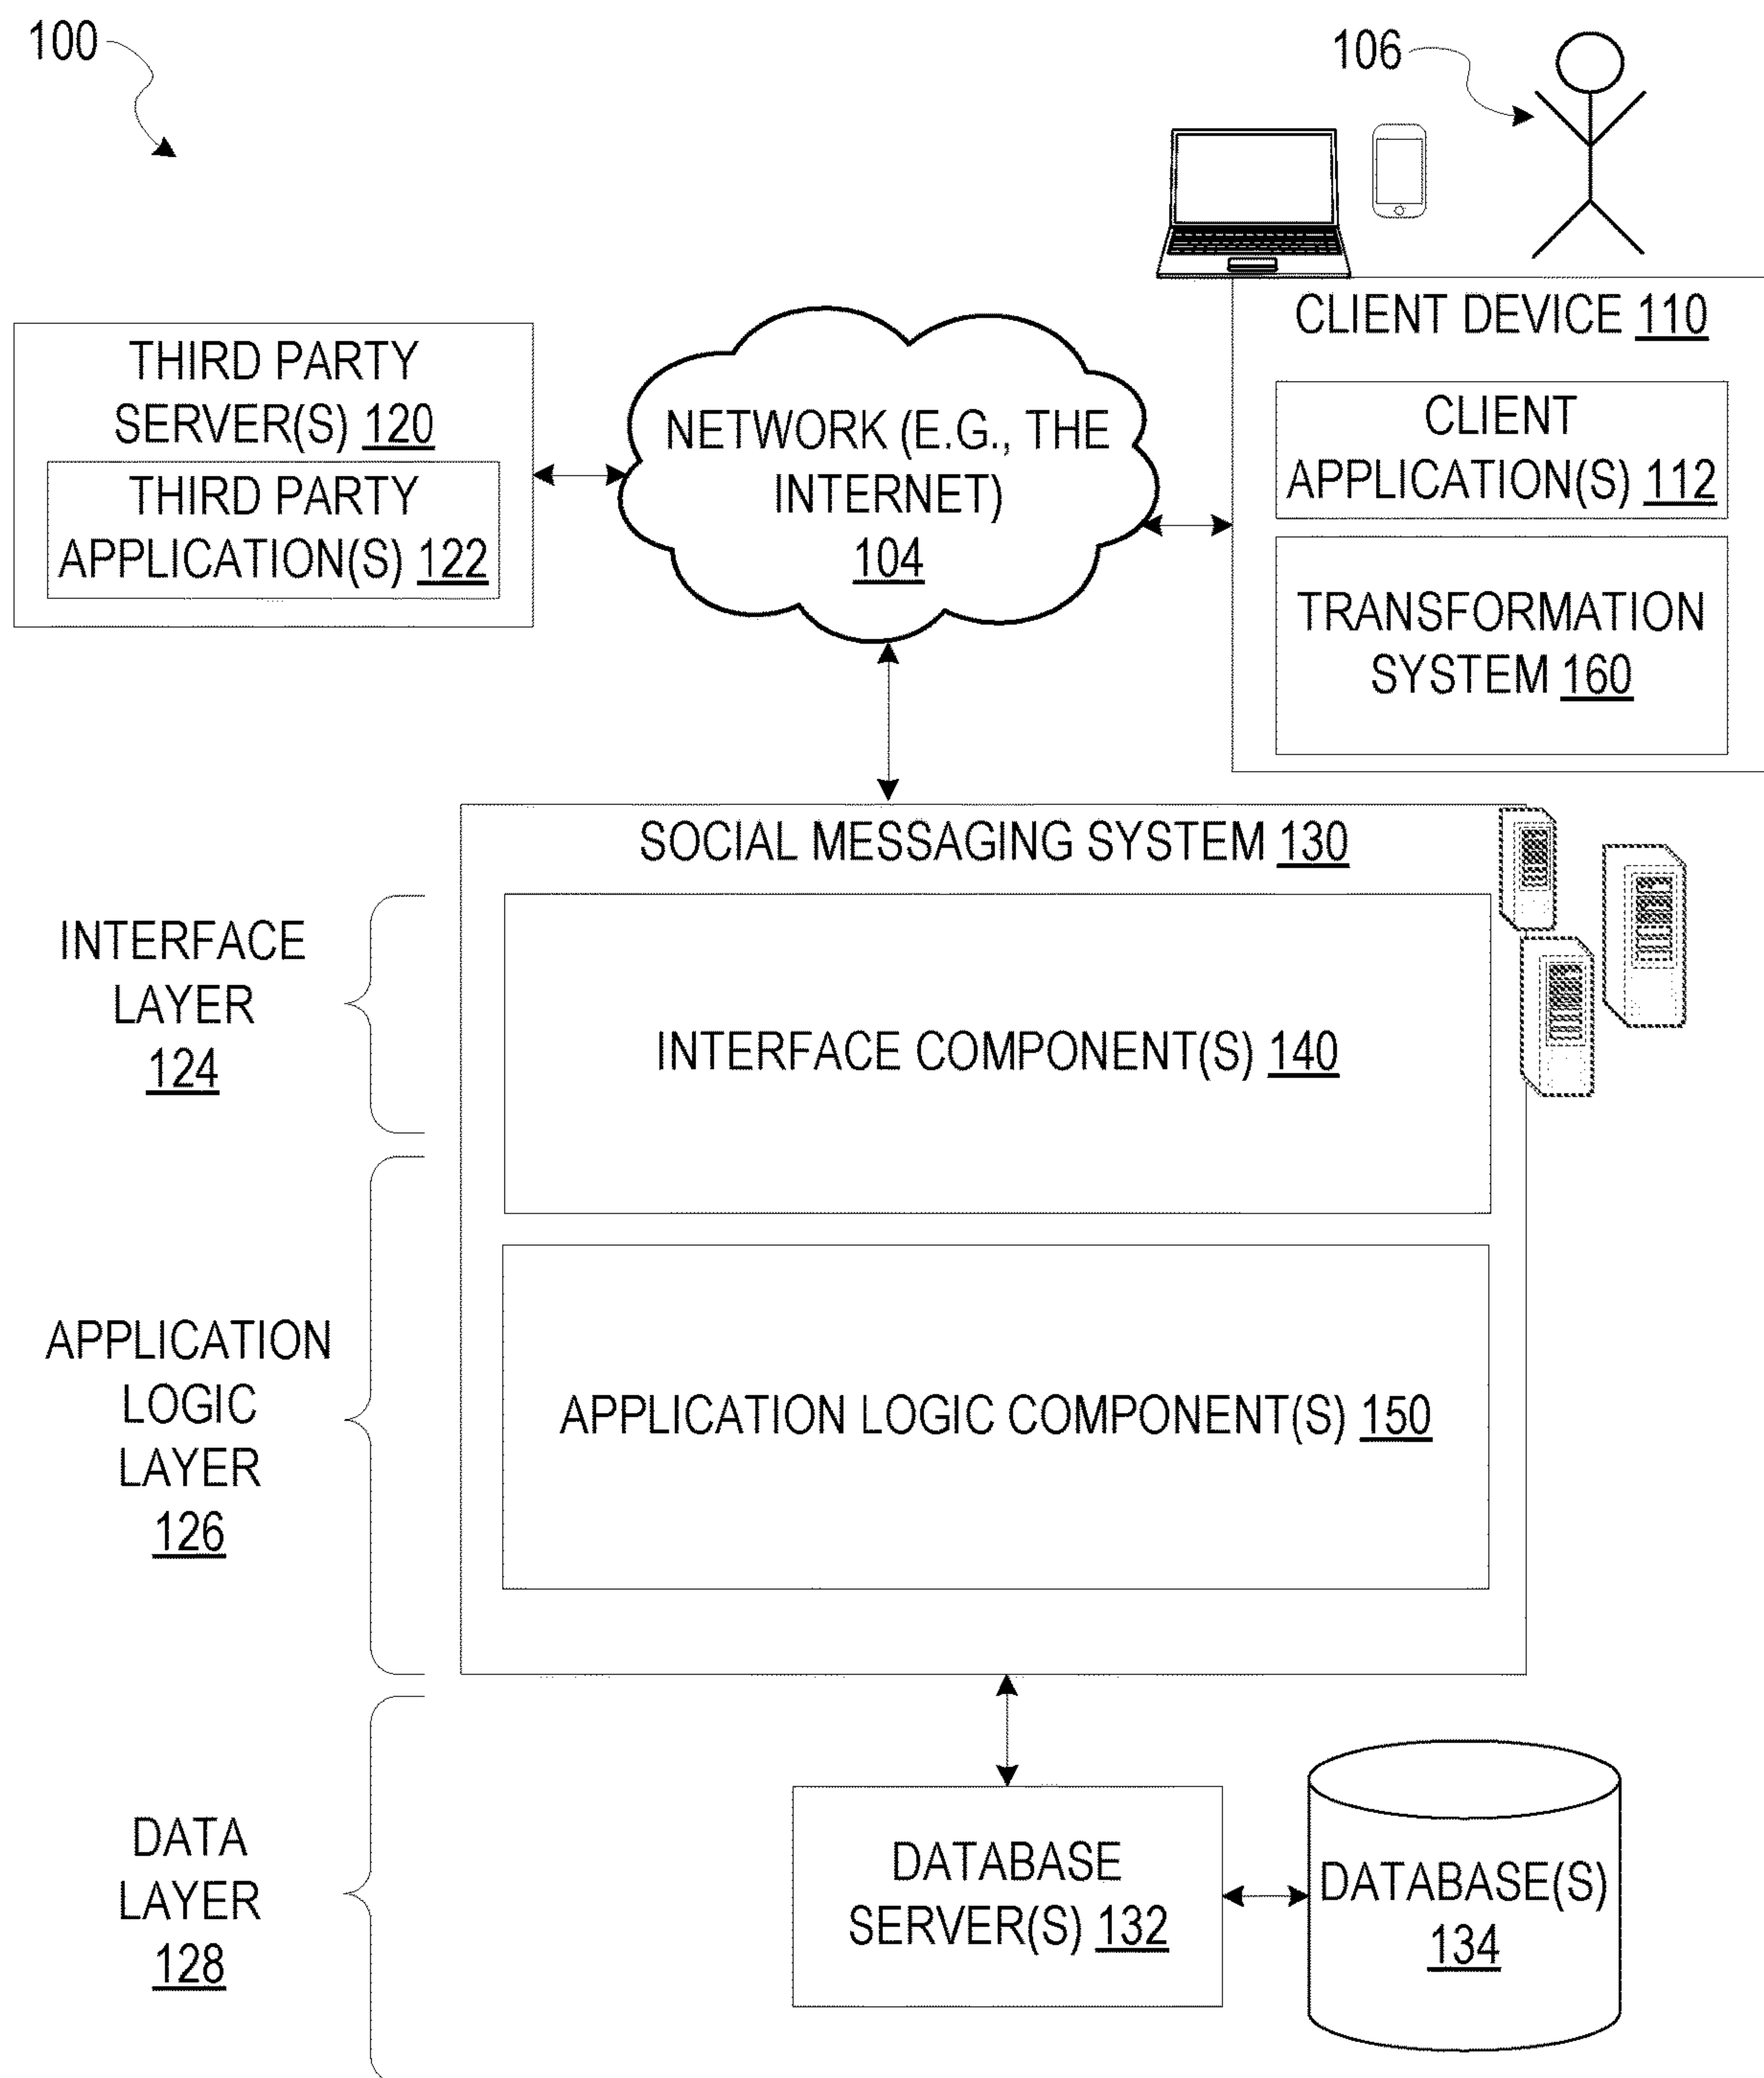 100
106
CLIENT DEVICE 110
THIRD PARTY
SERVER(S) 120
THIRD PARTY
APPLICATION(S) 122
NETWORK (E.G., THE
INTERNET)
104
CLIENT
APPLICATION(S) 112
TRANSFORMATION
SYSTEM 160
SOCIAL MESSAGING SYSTEM 130
INTERFACE
LAYER
124
INTERFACE COMPONENT(S) 140
APPLICATION
LOGIC
LAYER
126
APPLICATION LOGIC COMPONENT(S) 150
DATA
LAYER
128
DATABASE
SERVER(S) 132
DATABASE(S)
134